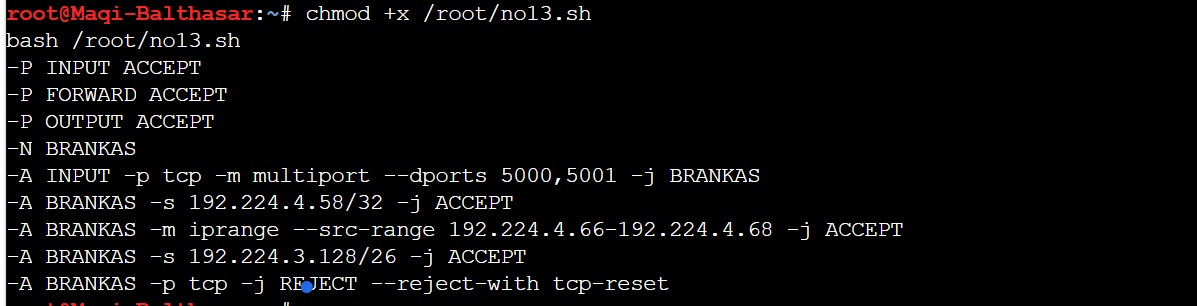 root@Maqi-Balthasar:~# chmod +x /root/no13.sh
bash /root/no13.sh
-P INPUT ACCEPT
-P FORWARD ACCEPT
-P OUTPUT ACCEPT
-N BRANKAS
-A INPUT -p tcp -m multiport --dports 5000,5001 -j BRANKAS
-A BRANKAS -s 192.224.4.58/32 -j ACCEPT
-A BRANKAS -m iprange --src-range 192.224.4.66-192.224.4.68 -j ACCEPT
-A BRANKAS -s 192.224.3.128/26 -j ACCEPT
-A BRANKAS -p tcp -j REJECT --reject-with tcp-reset